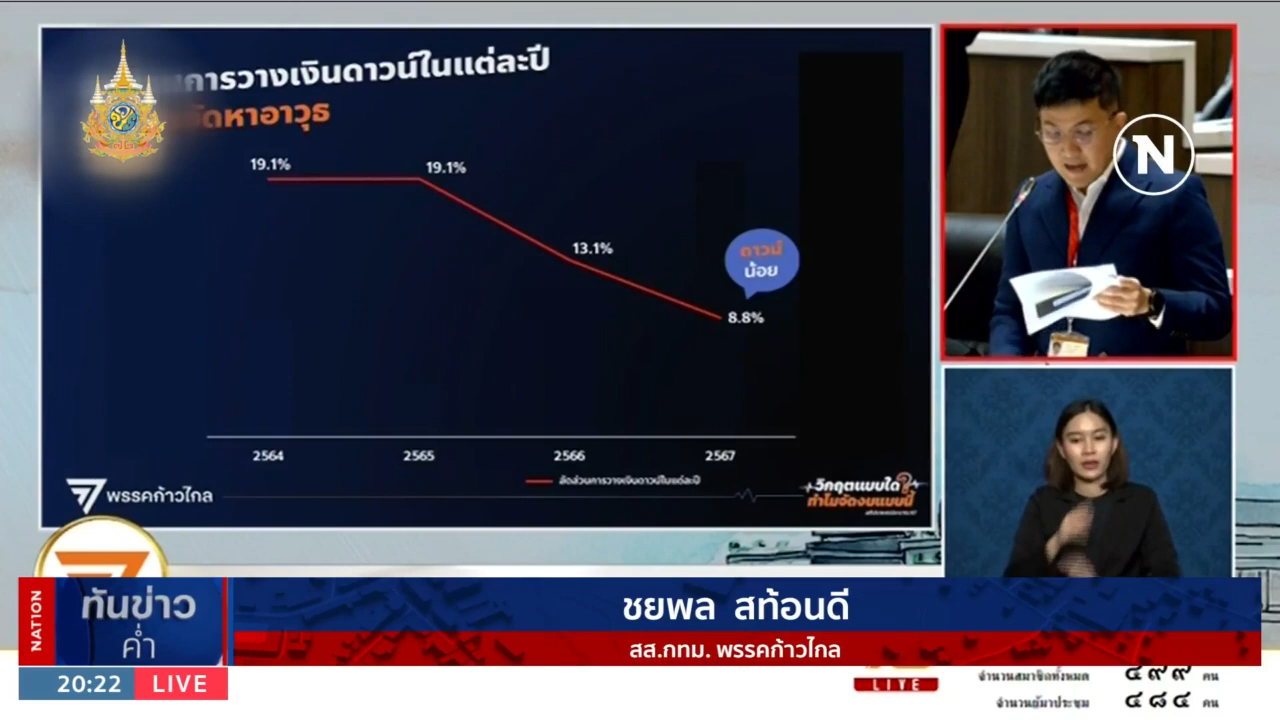 การวางเงินดาวน์ในแต่ละปี
จัดหาอาวุธ
19.1%
19.1%
13.1%
ดาวน์
น้อย
8.8%
2564
2565
2566
2567
สัดส่วนการวางเงินดาวน์ในแต่ละปี
พรรคก้าวไกล
วิกฤตแบบใด?
ทำไมจัดงบแบบนี้
N
NATION
ทันข่าว
ค่ำ
ชยพล สท้อนดี
สส.กทม. พรรคก้าวไกล
20:22 LIVE
LIVE
จำนวนสมาชิกทั้งหมด ๔๙๙ คน
จำนวนผู้มาประชุม ๔๘๔ คน